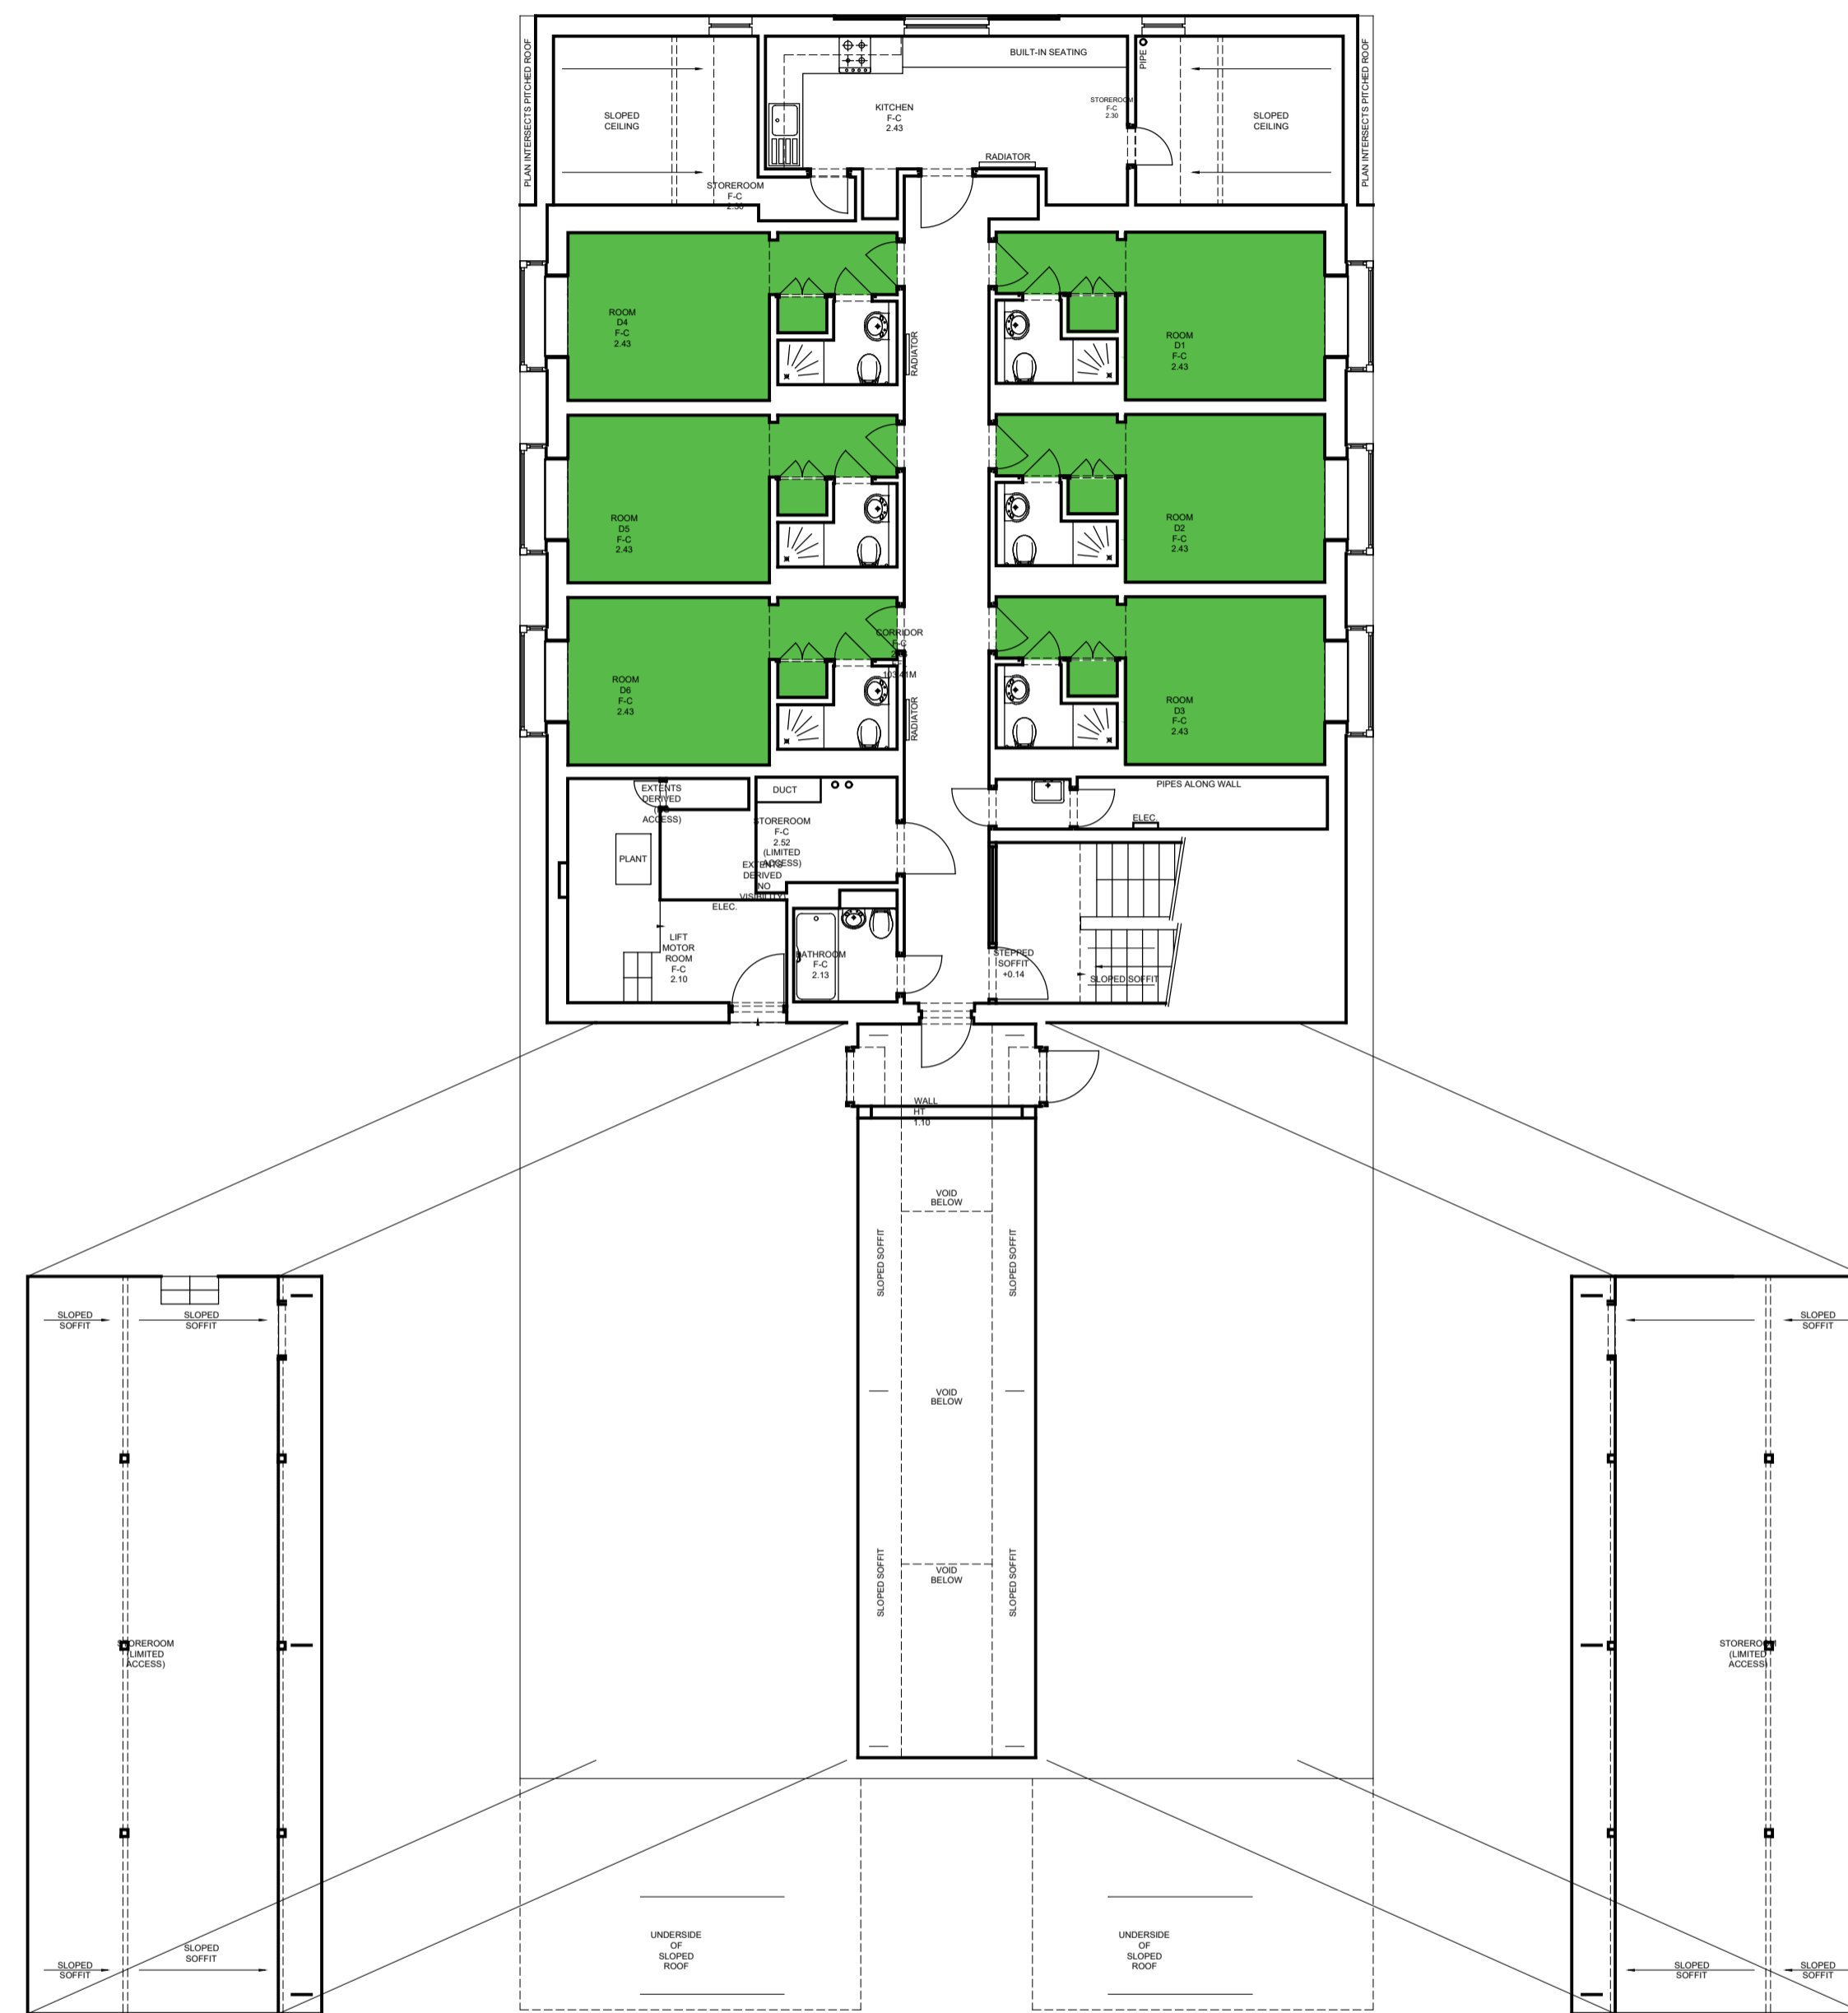 PLAN INTERSECTS PITCHED ROOF
SLOPED
CEILING
BUILT-IN SEATING
KITCHEN
F-C
2.43
RADIATOR
STOREROOM
F-C
2.30
PIPE
SLOPED
CEILING
PLAN INTERSECTS PITCHED ROOF
STOREROOM
F-C
ROOM
D4
F-C
2.43
RADIATOR
ROOM
D1
F-C
2.43
ROOM
D5
F-C
2.43
ROOM
D2
F-C
2.43
CORRIDOR
F-C
ROOM
D6
F-C
2.43
RADIATOR
ROOM
D3
F-C
2.43
EXTENTS
DERIVED
ACCESS)
DUCT
STOREROOM
F-C
2.52
(LIMITED
ACCESS)
PIPES ALONG WALL
ELEC.
PLANT
EXTENTS
DERIVED
NO
VISIBILITY
ELEC.
LIFT
MOTOR
ROOM
F-C
2.10
BATHROOM
F-C
2.13
STEPPED
SOFFIT
+0.14
SLOPED SOFFIT
WALL
HT
1.10
VOID
BELOW
SLOPED SOFFIT
SLOPED SOFFIT
VOID
BELOW
VOID
BELOW
SLOPED SOFFIT
SLOPED SOFFIT
SLOPED
SOFFIT
SLOPED
SOFFIT
SLOPED
SOFFIT
STOREROOM
(LIMITED
ACCESS)
STOREROOM
(LIMITED
ACCESS)
UNDERSIDE
OF
SLOPED
ROOF
UNDERSIDE
OF
SLOPED
ROOF
SLOPED
SOFFIT
SLOPED
SOFFIT
SLOPED
SOFFIT
SLOPED
SOFFIT